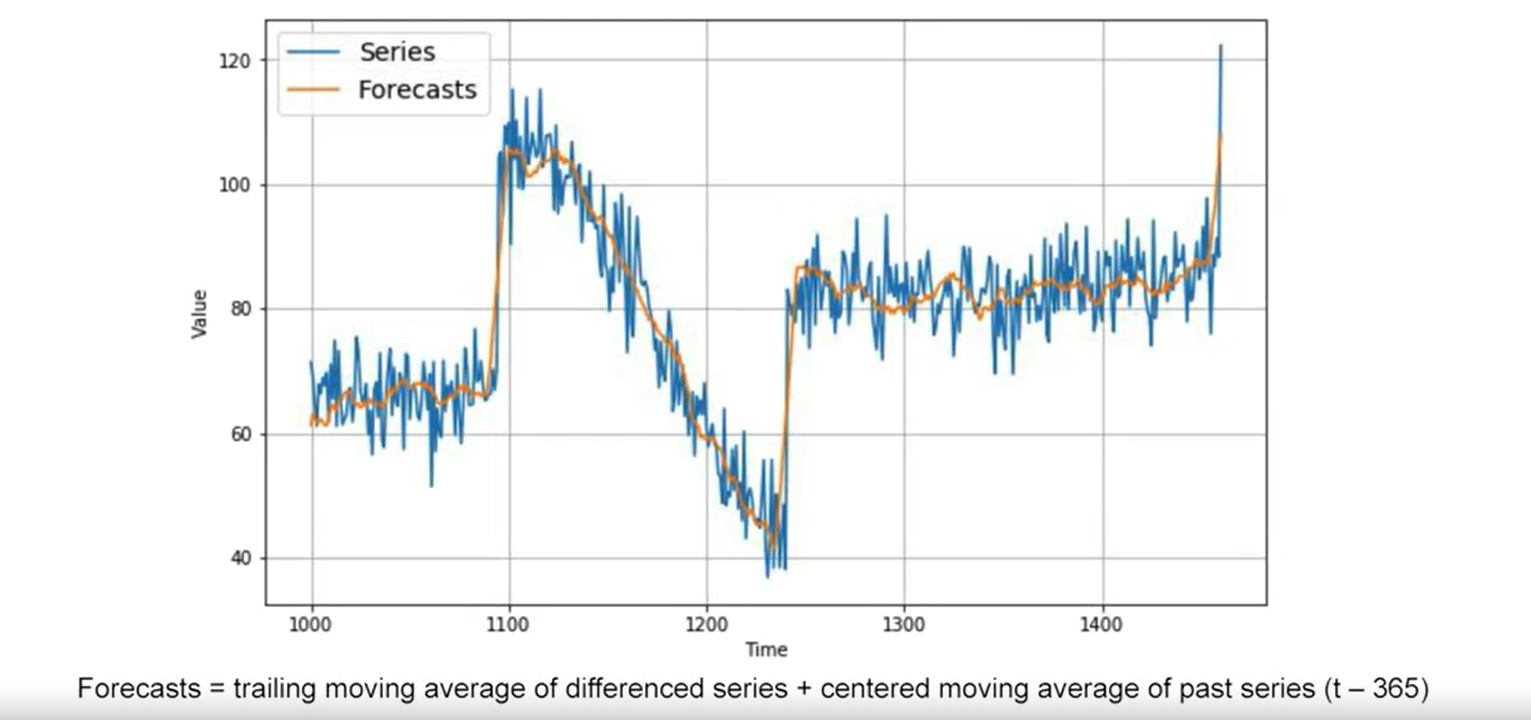 Series
Forecasts
120
100
80
60
40
Value
1000 1100 1200 1300 1400
Time
Forecasts = trailing moving average of differenced series + centered moving average of past series (t – 365)